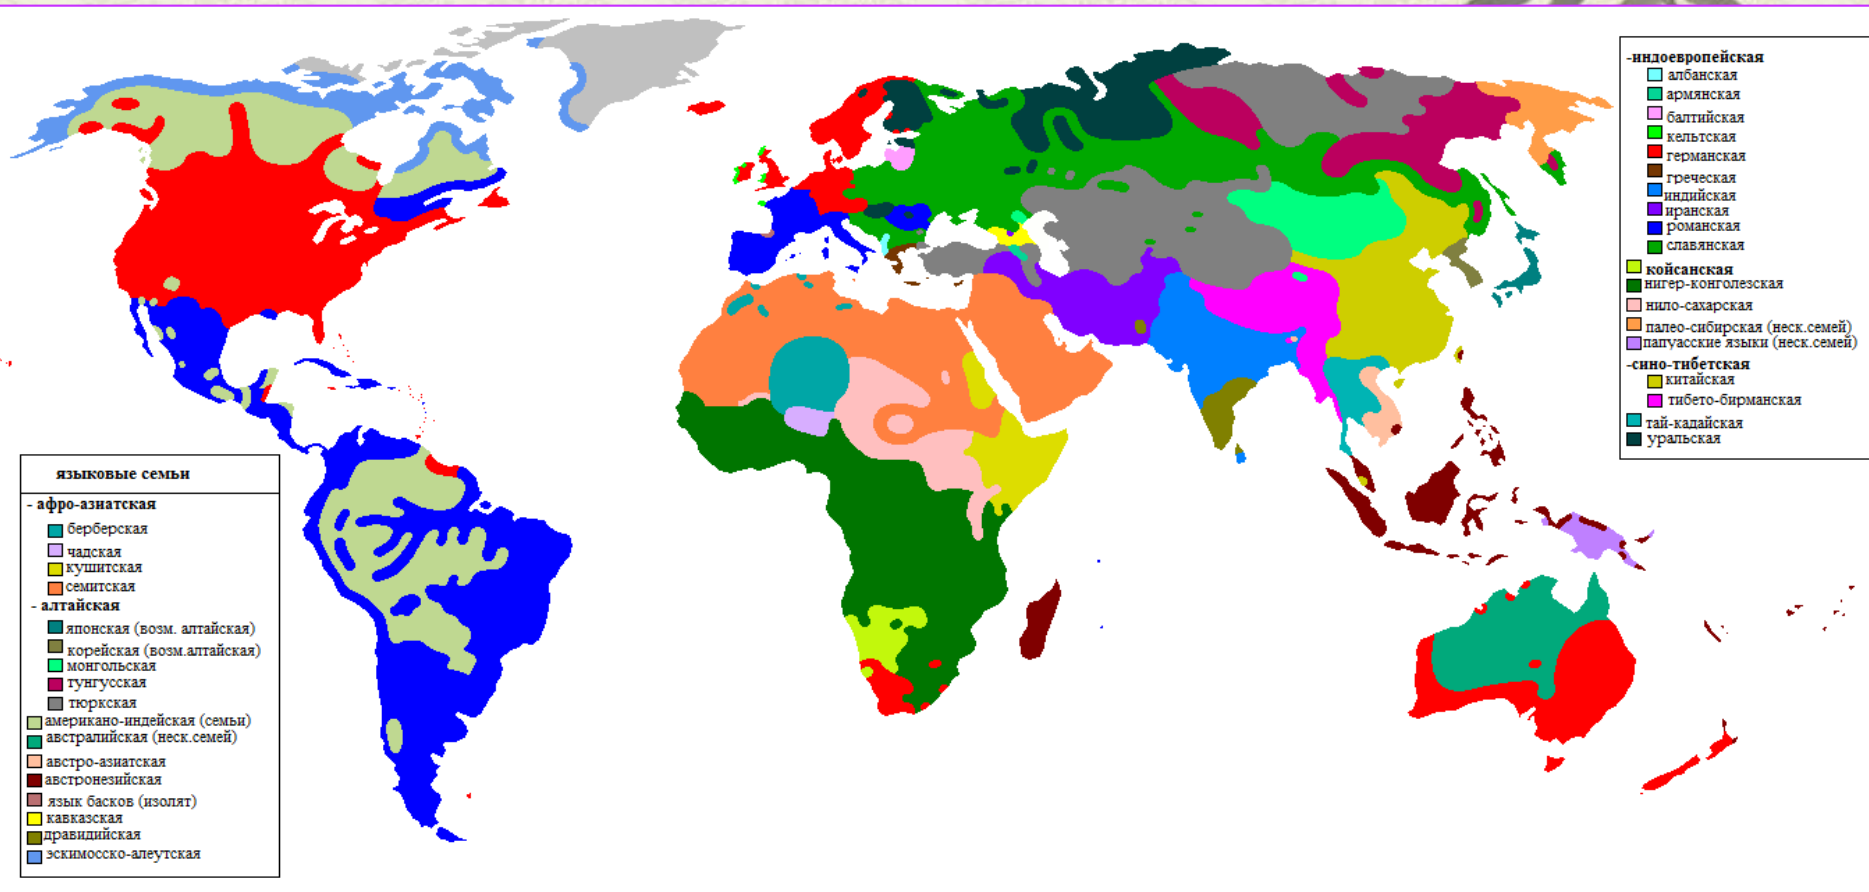 языковые семьи
- афро-азиатская
берберская
чадская
кушитская
семитская
- алтайская
японская (возм. алтайская)
корейская (возм.алтайская)
монгольская
тунгусская
тюркская
американо-индейская (семьи)
австралийская (неск.семей)
австро-азиатская
австронезийская
язык басков (изолят)
кавказская
дравидийская
эскимосско-алеутская
-индоевропейская
албанская
армянская
балтийская
кельтская
германская
греческая
индийская
иранская
романская
славянская
койсанская
нигер-конголезская
нило-сахарская
палео-сибирская (неск.семей)
папуасские языки (неск.семей)
-сино-тибетская
китайская
тибето-бирманская
тай-кадайская
уральская